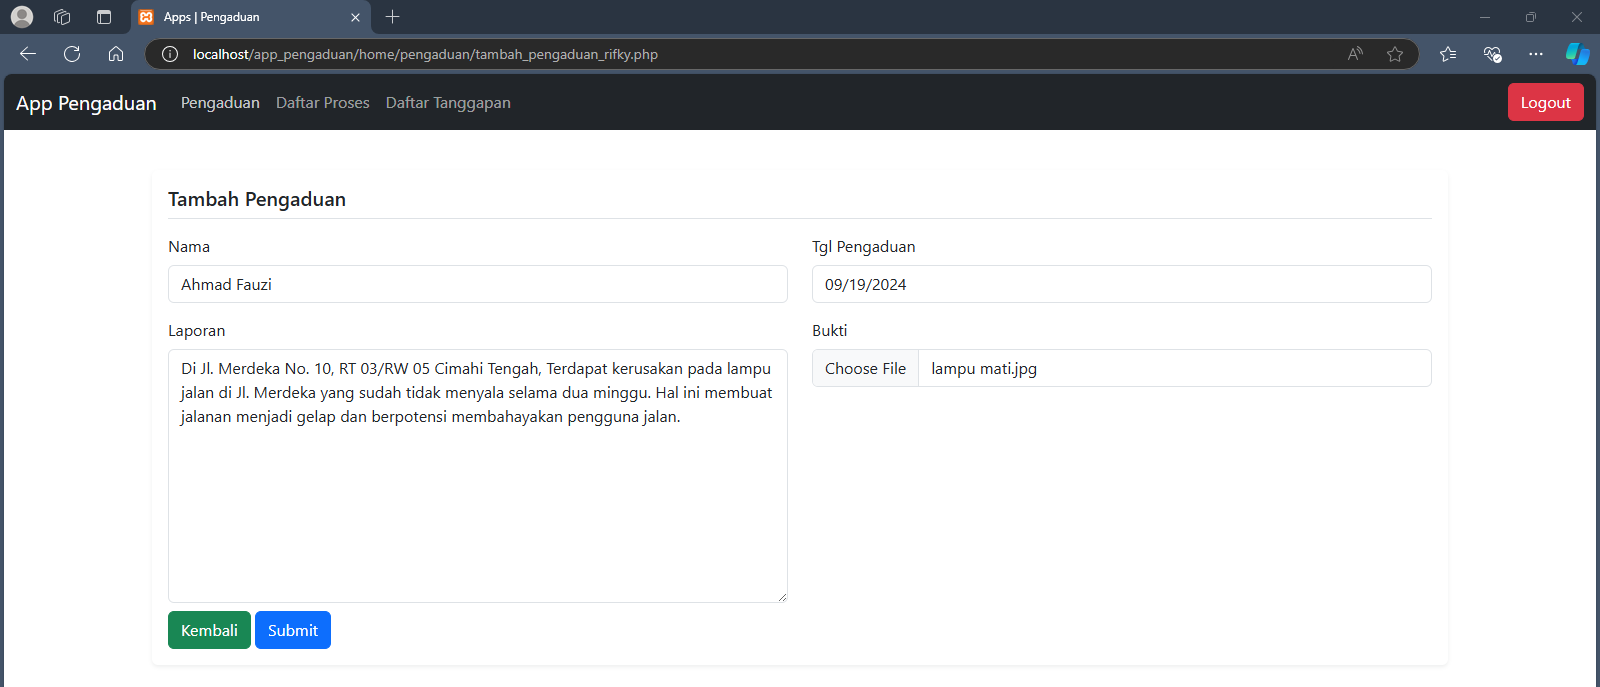 Apps | Pengaduan
localhost/app_pengaduan/home/pengaduan/tambah_pengaduan_rifky.php
App Pengaduan Pengaduan Daftar Proses Daftar Tanggapan Logout
Tambah Pengaduan
Nama
Ahmad Fauzi
Tgl Pengaduan
09/19/2024
Laporan
Di Jl. Merdeka No. 10, RT 03/RW 05 Cimahi Tengah, Terdapat kerusakan pada lampu
jalan di Jl. Merdeka yang sudah tidak menyala selama dua minggu. Hal ini membuat
jalanan menjadi gelap dan berpotensi membahayakan pengguna jalan.
Bukti
Choose File lampu mati.jpg
Kembali Submit